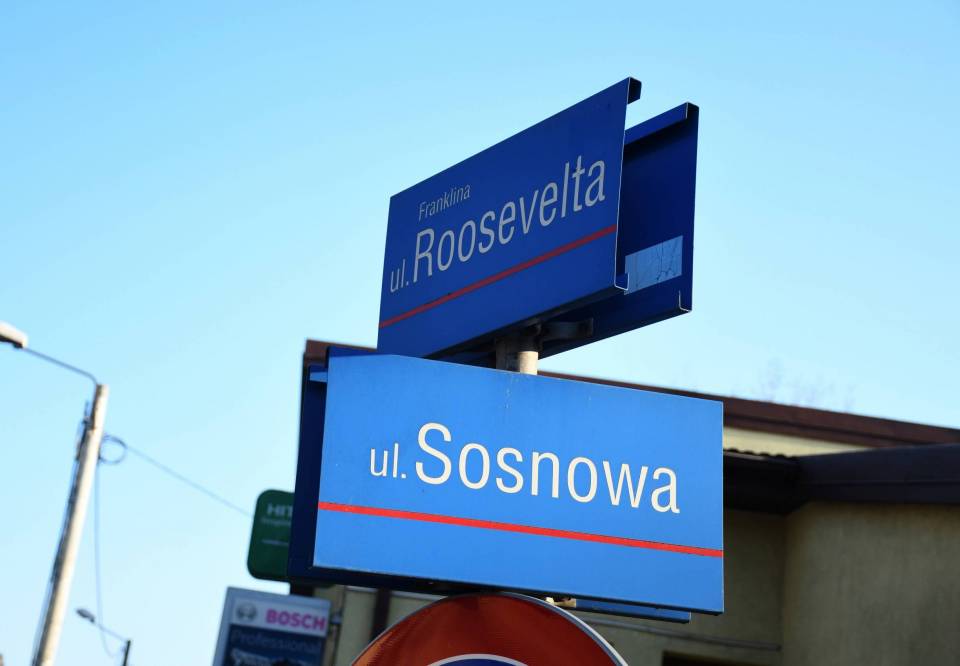 Franklina
ul. Roosevelta
ul. Sosnowa
BOSCH
Professional